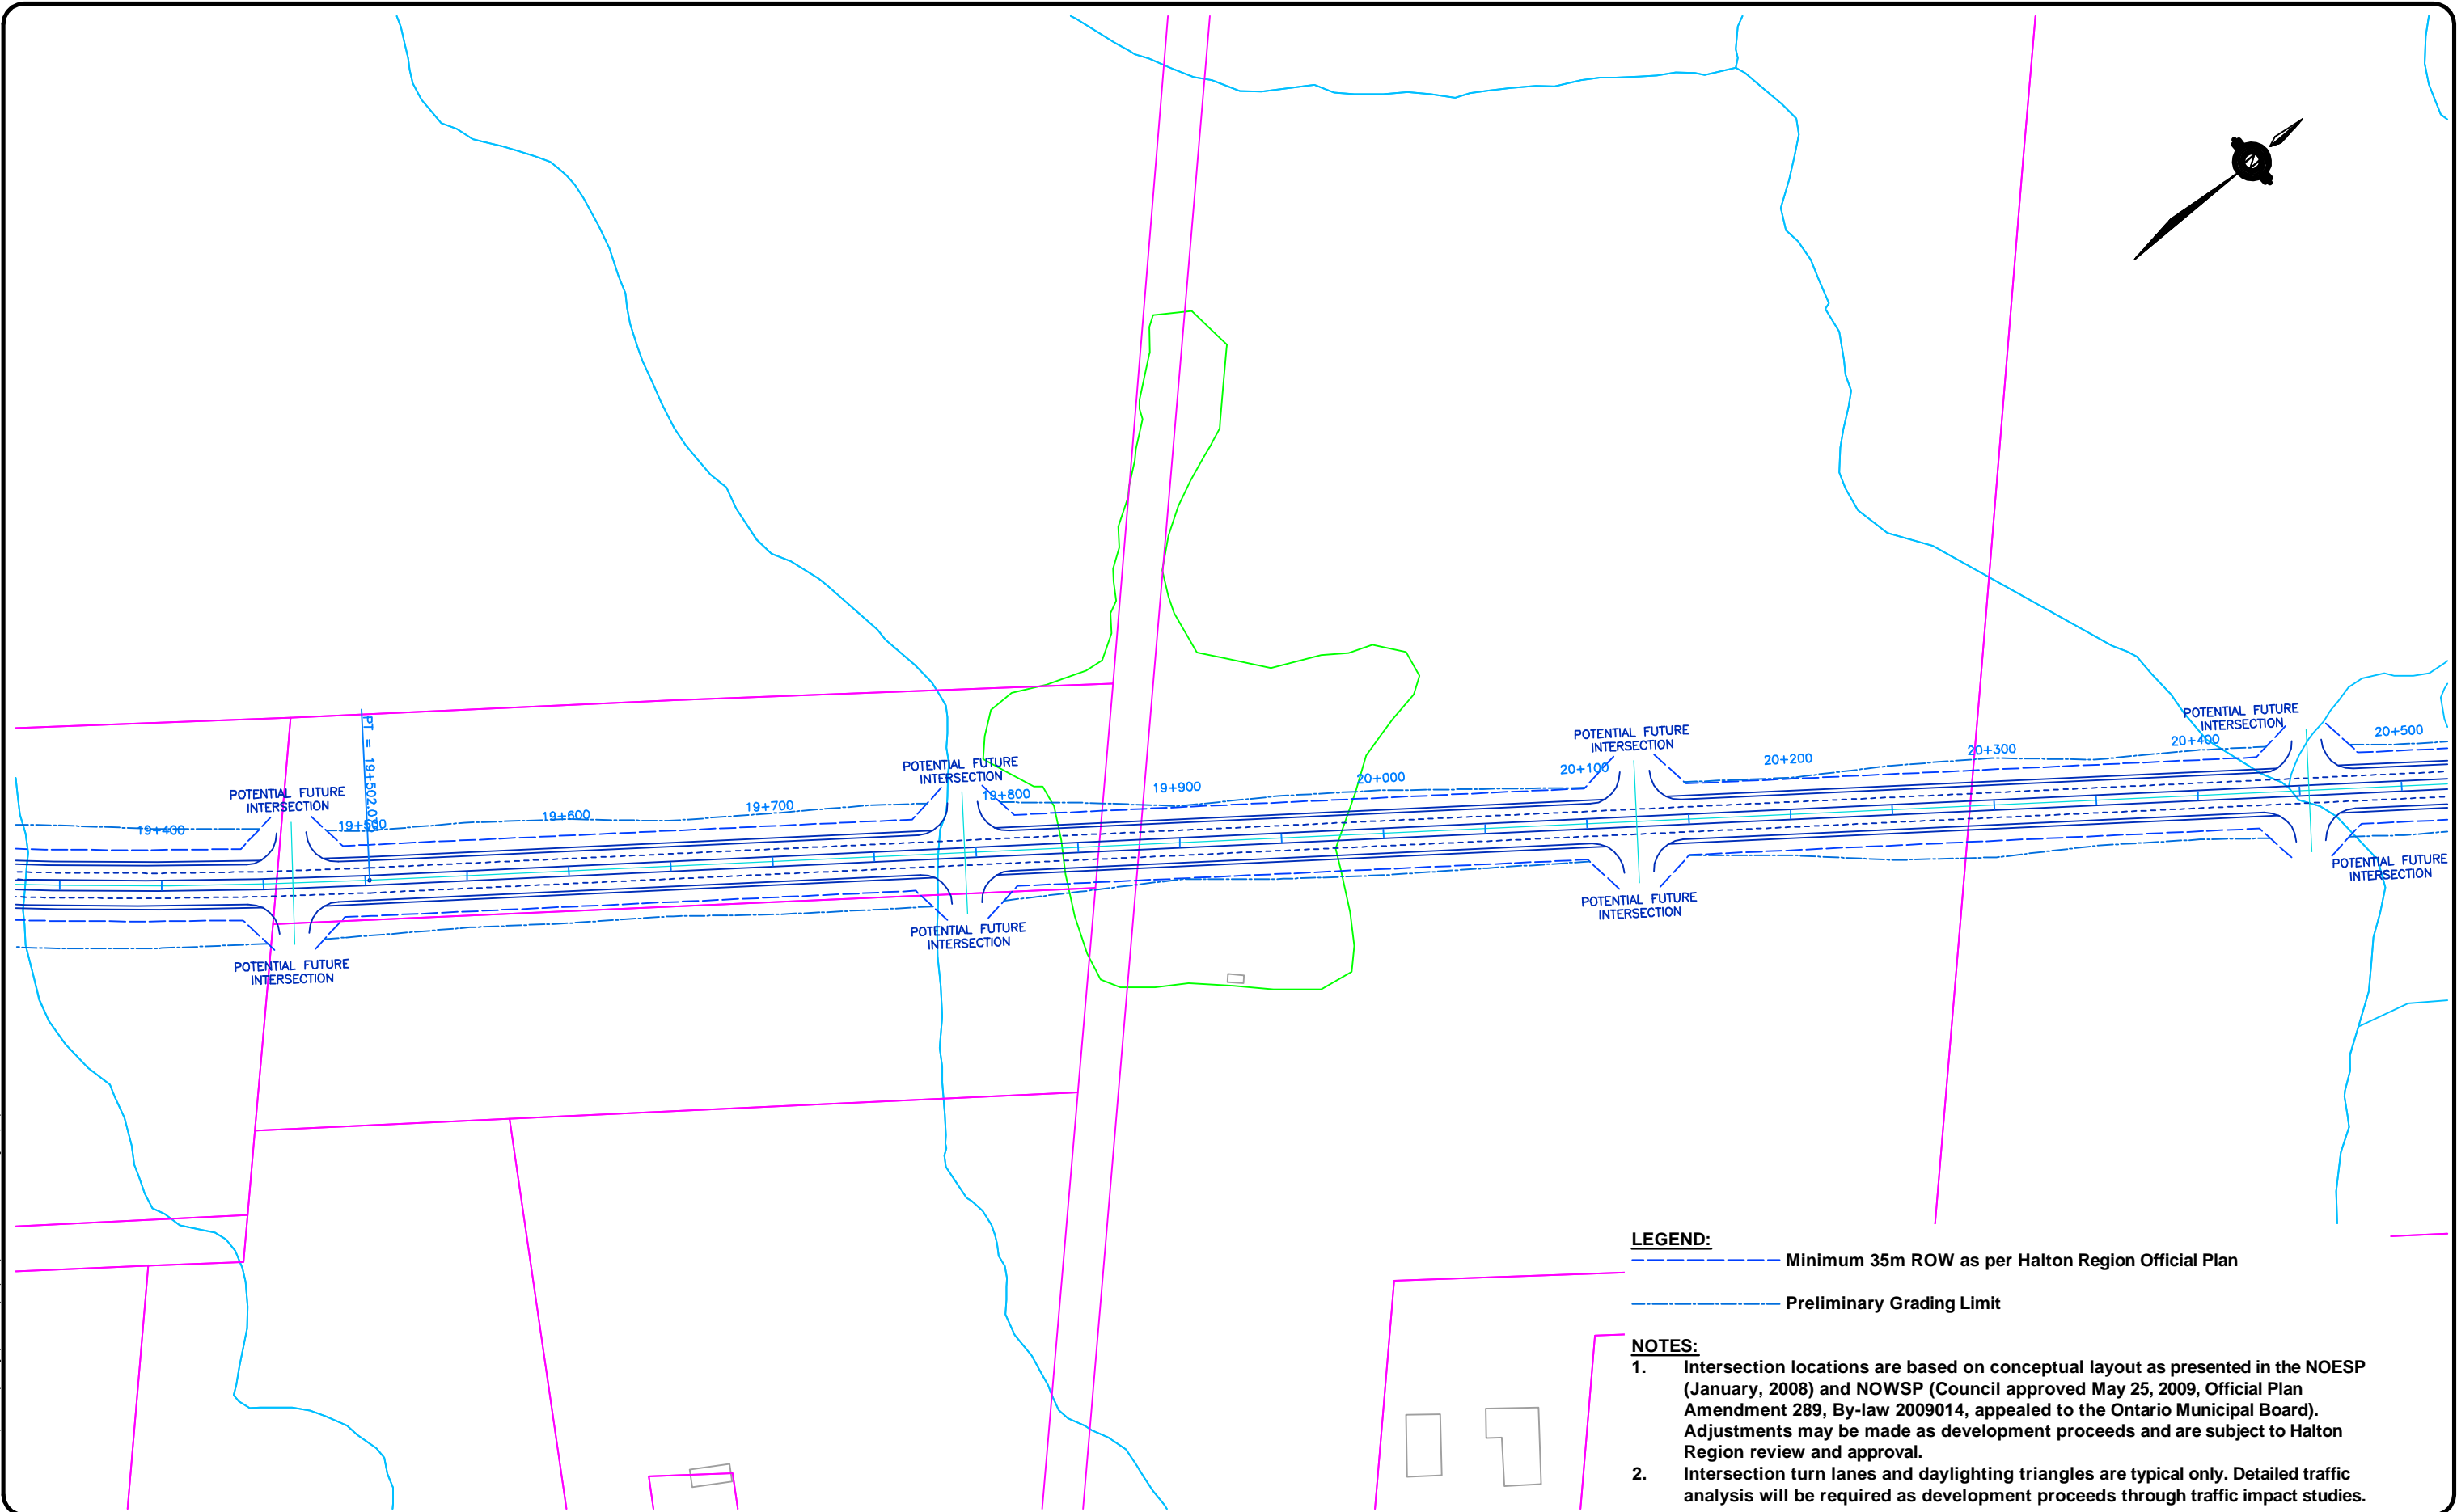 POTENTIAL FUTURE
INTERSECTION
20+500
POTENTIAL FUTURE
INTERSECTION
20+400
20+300
20+200
20+100
POTENTIAL FUTURE
INTERSECTION
20+000
19+900
19+800
19+700
19+600
PT = 19+502.07
19+500
POTENTIAL FUTURE
INTERSECTION
19+400
POTENTIAL FUTURE
INTERSECTION
POTENTIAL FUTURE
INTERSECTION
POTENTIAL FUTURE
INTERSECTION
POTENTIAL FUTURE
INTERSECTION
LEGEND:
Minimum 35m ROW as per Halton Region Official Plan
Preliminary Grading Limit
NOTES:
1. Intersection locations are based on conceptual layout as presented in the NOESP
(January, 2008) and NOWSP (Council approved May 25, 2009, Official Plan
Amendment 289, By-law 2009014, appealed to the Ontario Municipal Board).
Adjustments may be made as development proceeds and are subject to Halton
Region review and approval.
2. Intersection turn lanes and daylighting triangles are typical only. Detailed traffic
analysis will be required as development proceeds through traffic impact studies.